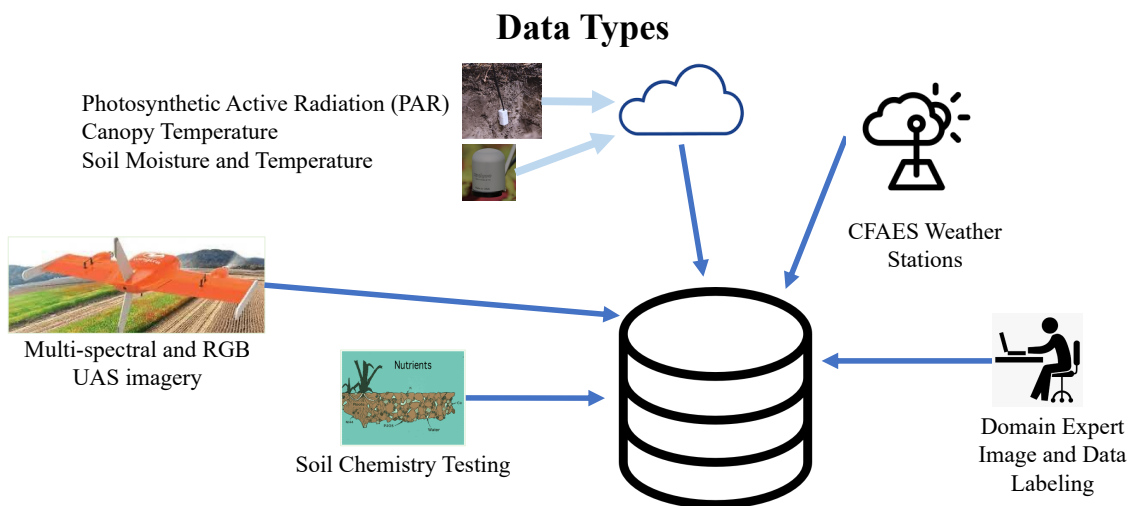 Data Types
Photosynthetic Active Radiation (PAR)
Canopy Temperature
Soil Moisture and Temperature
CFAES Weather
Stations
Multi-spectral and RGB
UAS imagery
Nutrients
Water
Soil Chemistry Testing
Domain Expert
Image and Data
Labeling